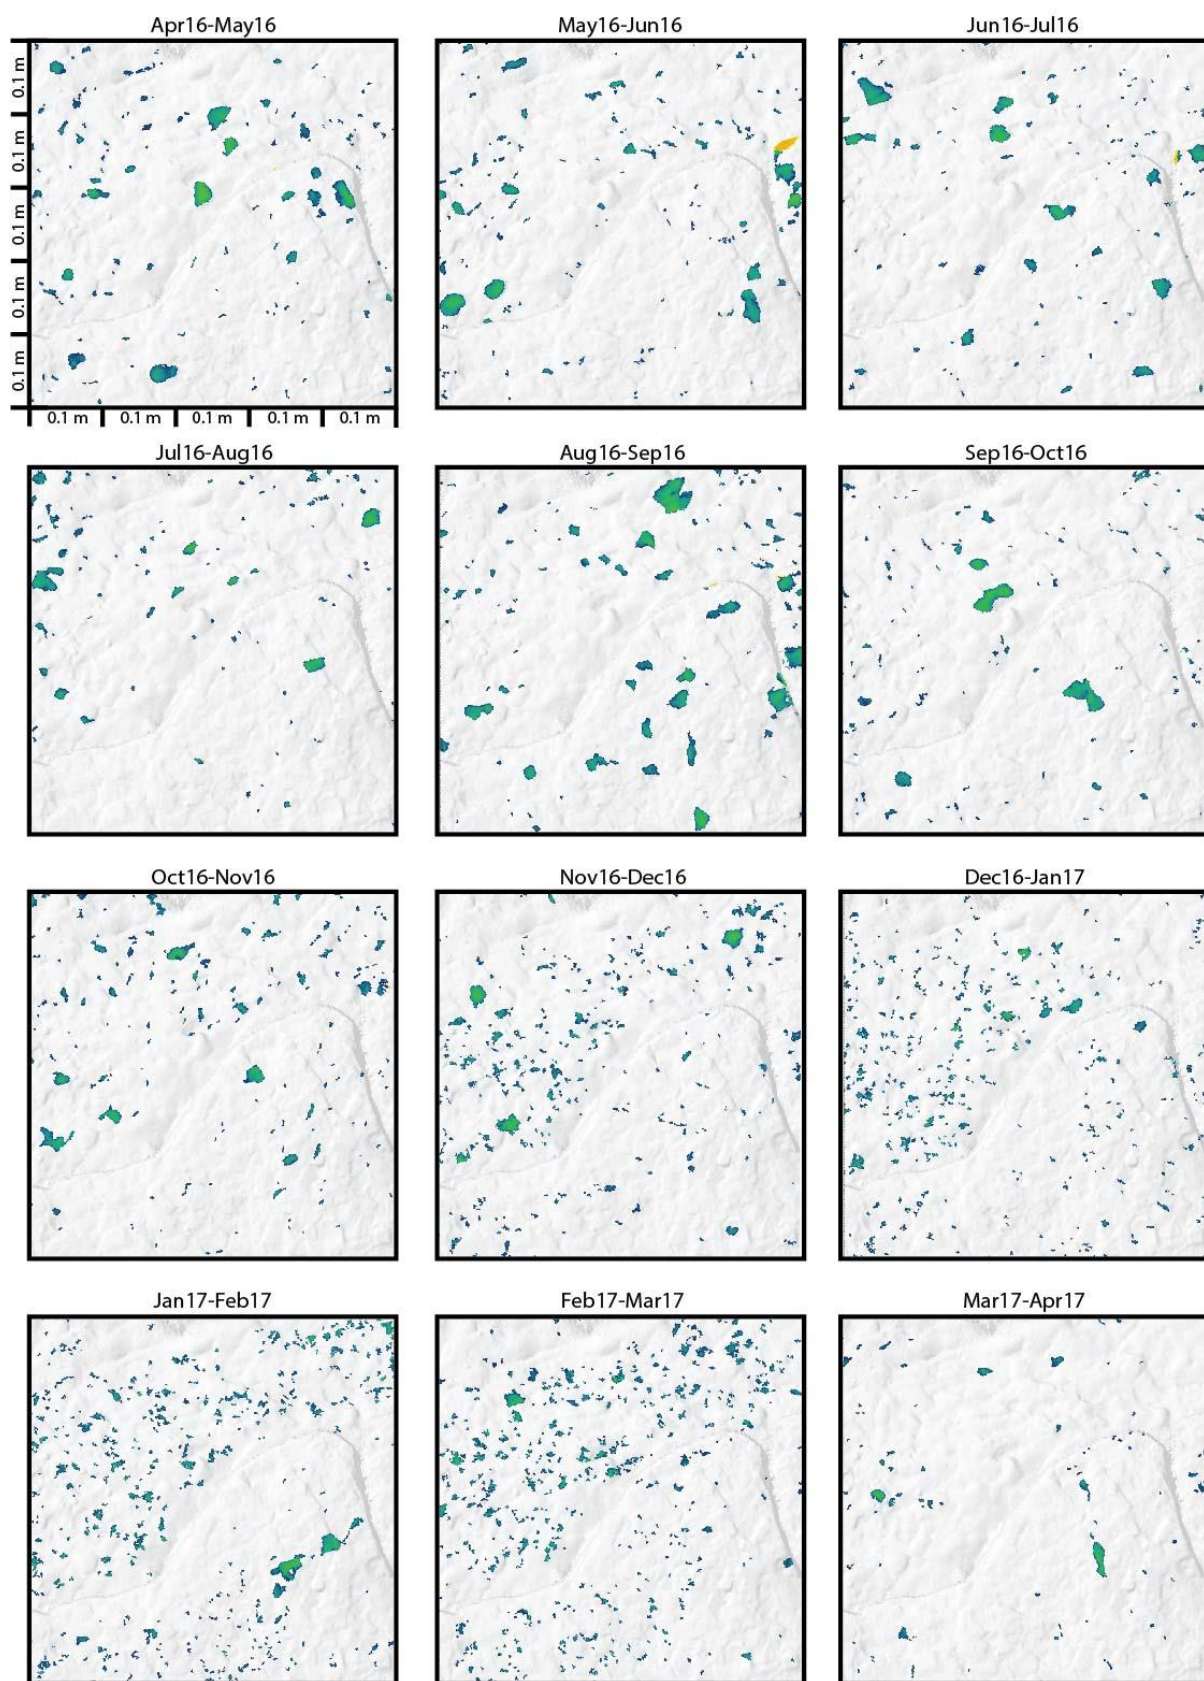 Apr16-May16 May16-Jun16 Jun16-Jul16
0.1 m
0.1 m
0.1 m
0.1 m
0.1 m
0.1 m 0.1 m 0.1 m 0.1 m 0.1 m
Jul16-Aug16 Aug16-Sep16 Sep16-Oct16
Oct16-Nov16 Nov16-Dec16 Dec16-Jan17
Jan17-Feb17 Feb17-Mar17 Mar17-Apr17